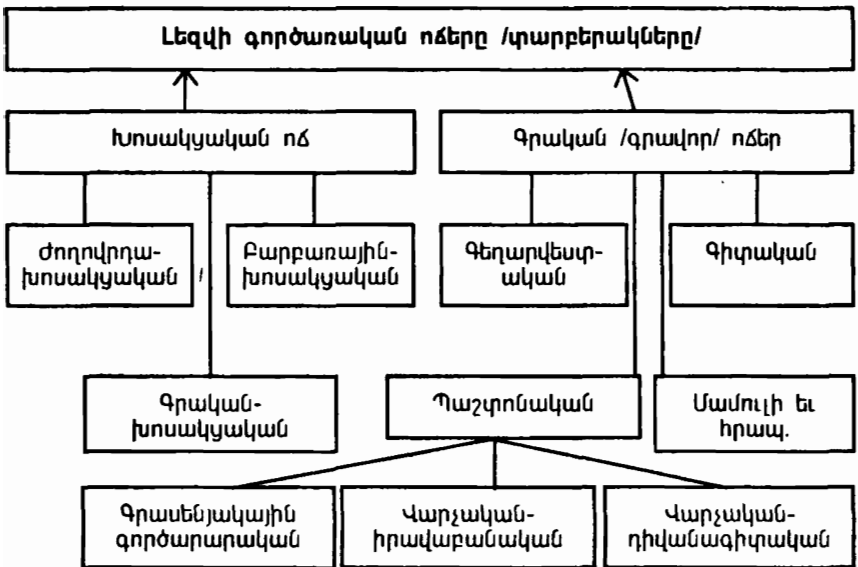 Լեզվի գործառական ոճերը /տարբերակները/
Խոսակցական ոճ
Գրական /գրավոր/ ոճեր
Ժողովրդա-
խոսակցական
Բարբառային-
խոսակցական
Գեղարվեստ-
ական
Գիտական
Գրական-
խոսակցական
Պաշտոնական
Մամուլի եւ
հրապ.
Գրասենյակային
գործարարական
Վարչական-
իրավաբանական
Վարչական-
դիվանագիտական